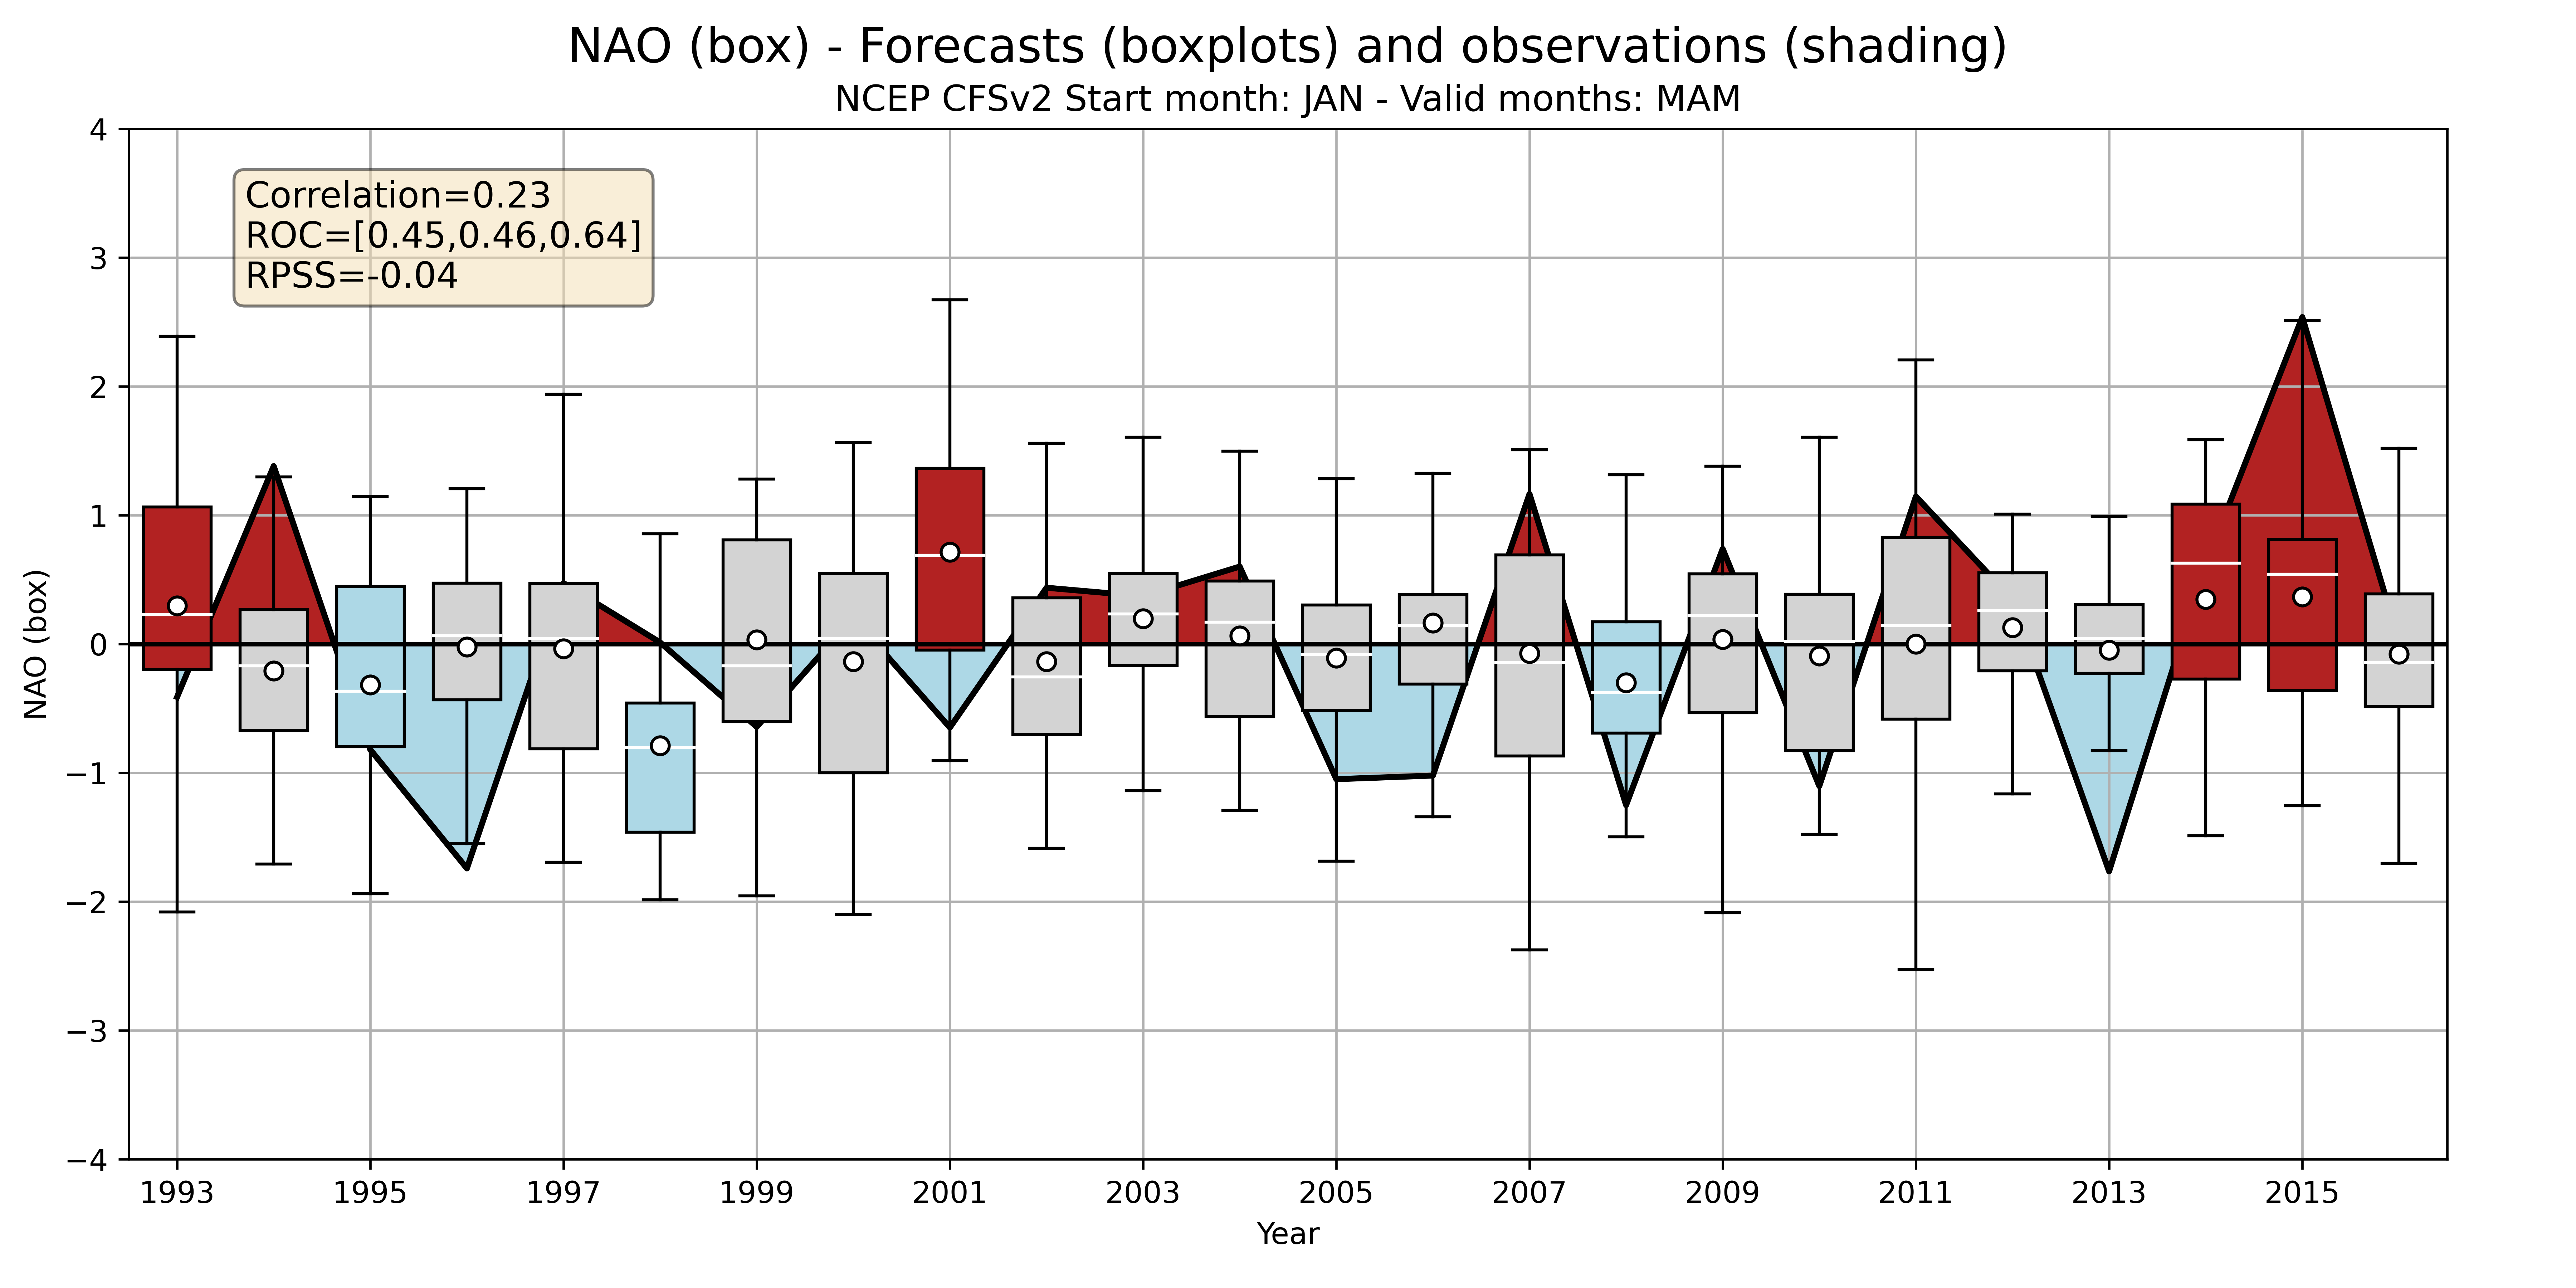 NAO (box) - Forecasts (boxplots) and observations (shading)
NCEP CFSv2 Start month: JAN - Valid months: MAM
Correlation=0.23
ROC=[0.45,0.46,0.64]
RPSS=-0.04
NAO (box)
4
3
2
1
0
−1
−2
−3
−4
1993 1995 1997 1999 2001 2003 2005 2007 2009 2011 2013 2015
Year